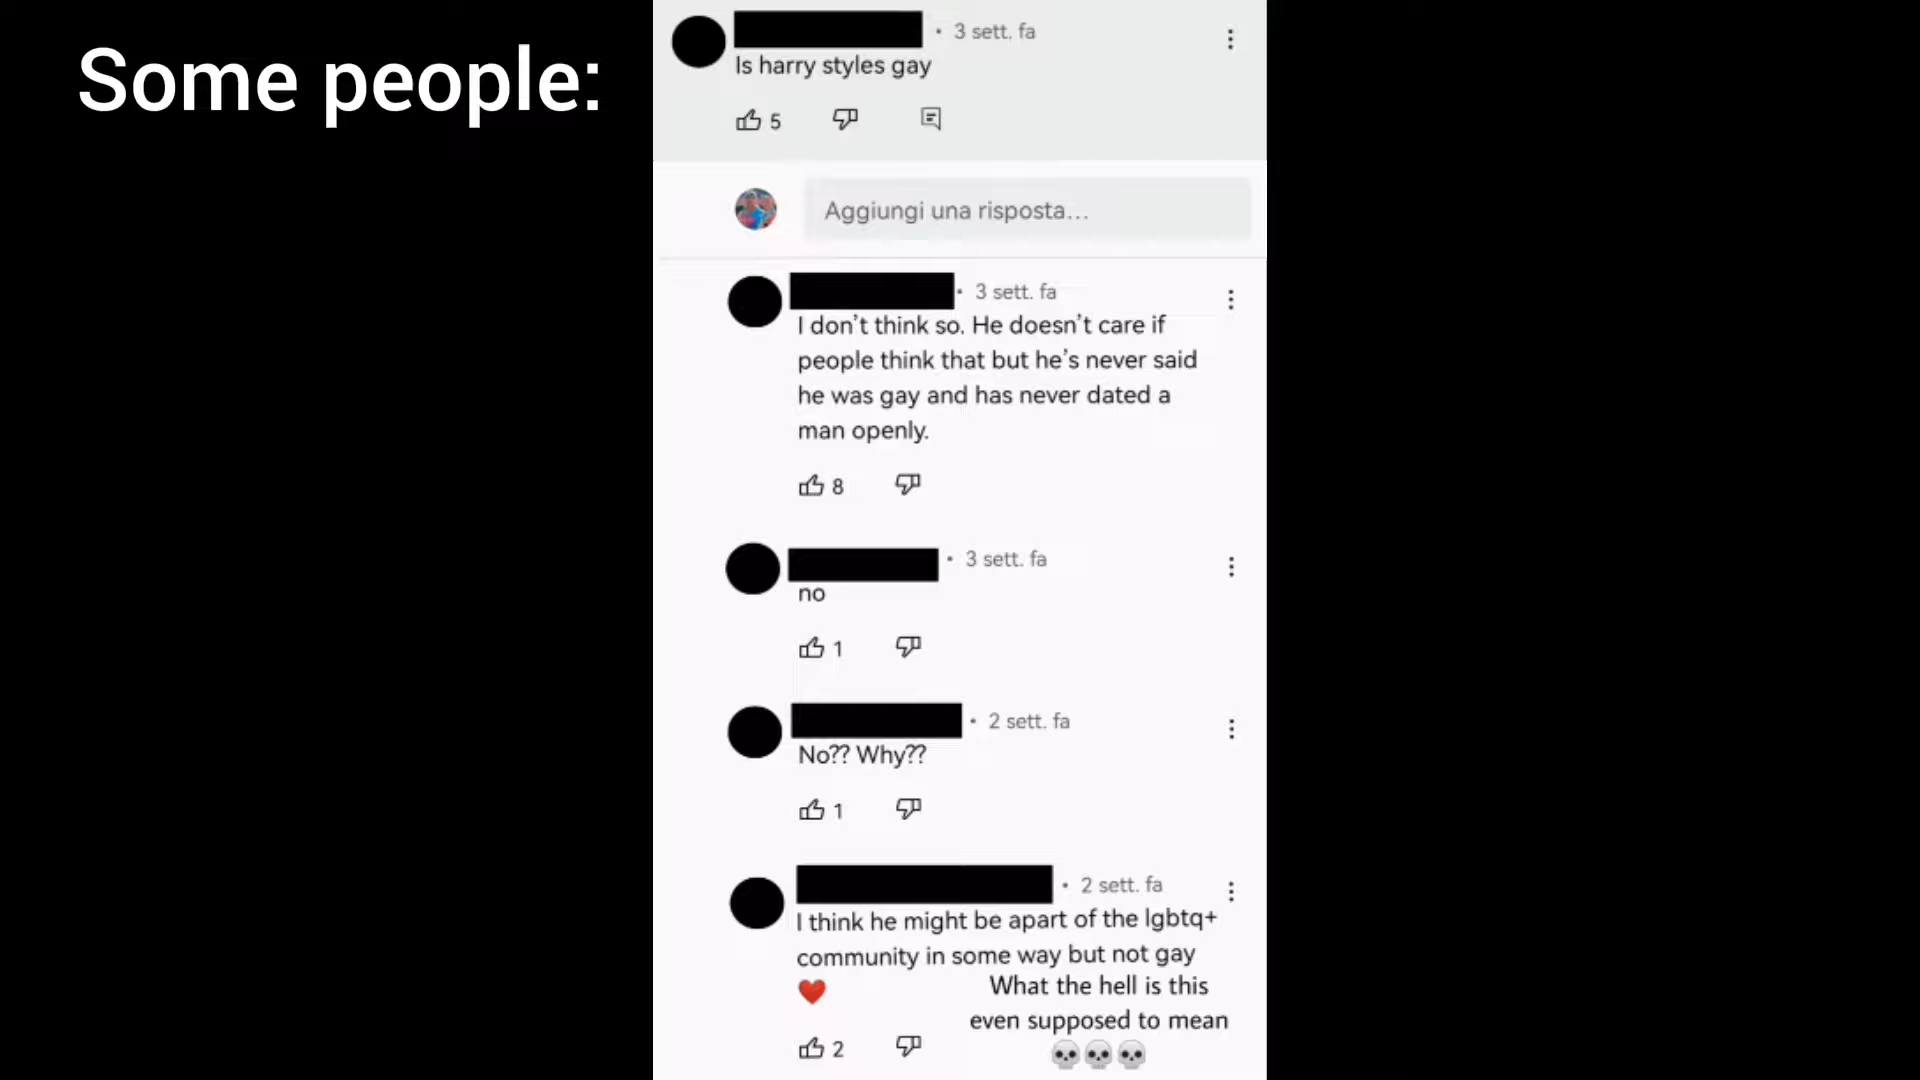 Some people:
• 3 sett. fa
Is harry styles gay
5
Aggiungi una risposta...
• 3 sett. fa
I don't think so. He doesn't care if
people think that but he's never said
he was gay and has never dated a
man openly.
8
• 3 sett. fa
no
1
• 2 sett. fa
No?? Why??
1
• 2 sett. fa
I think he might be apart of the lgbtq+
community in some way but not gay
❤️
What the hell is this
even supposed to mean
💀💀💀
2